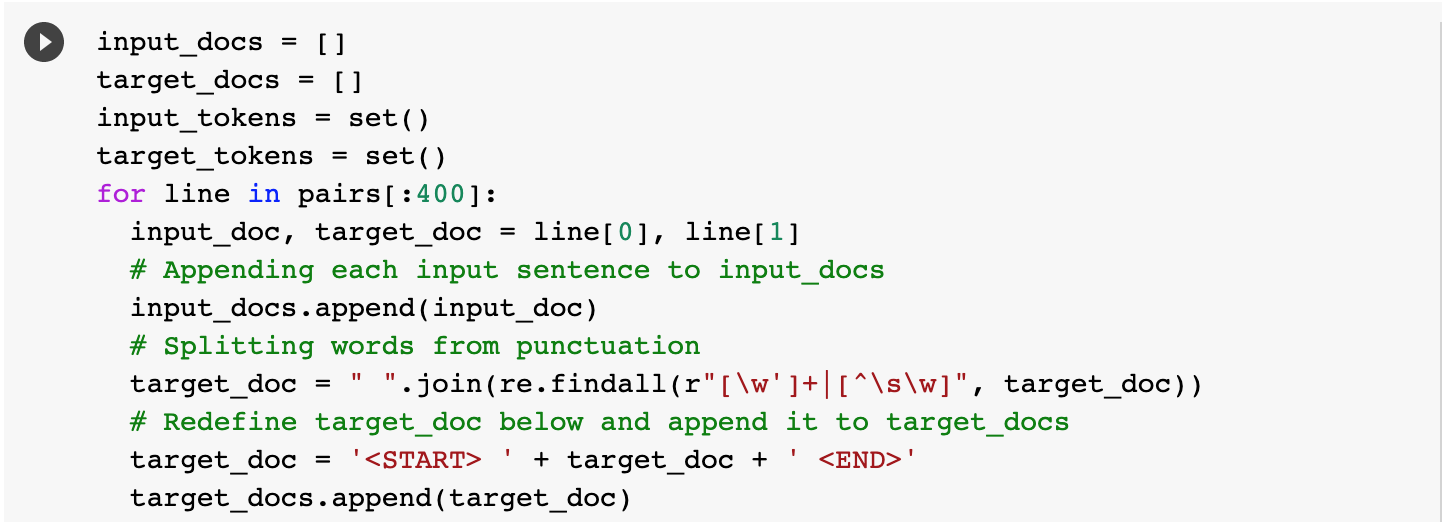 input_docs = []
target_docs = []
input_tokens = set()
target_tokens = set()
for line in pairs[:400]:
  input_doc, target_doc = line[0], line[1]
  # Appending each input sentence to input_docs
  input_docs.append(input_doc)
  # Splitting words from punctuation
  target_doc = " ".join(re.findall(r"[\w']+|[^\s\w]", target_doc))
  # Redefine target_doc below and append it to target_docs
  target_doc = '<START> ' + target_doc + ' <END>'
  target_docs.append(target_doc)